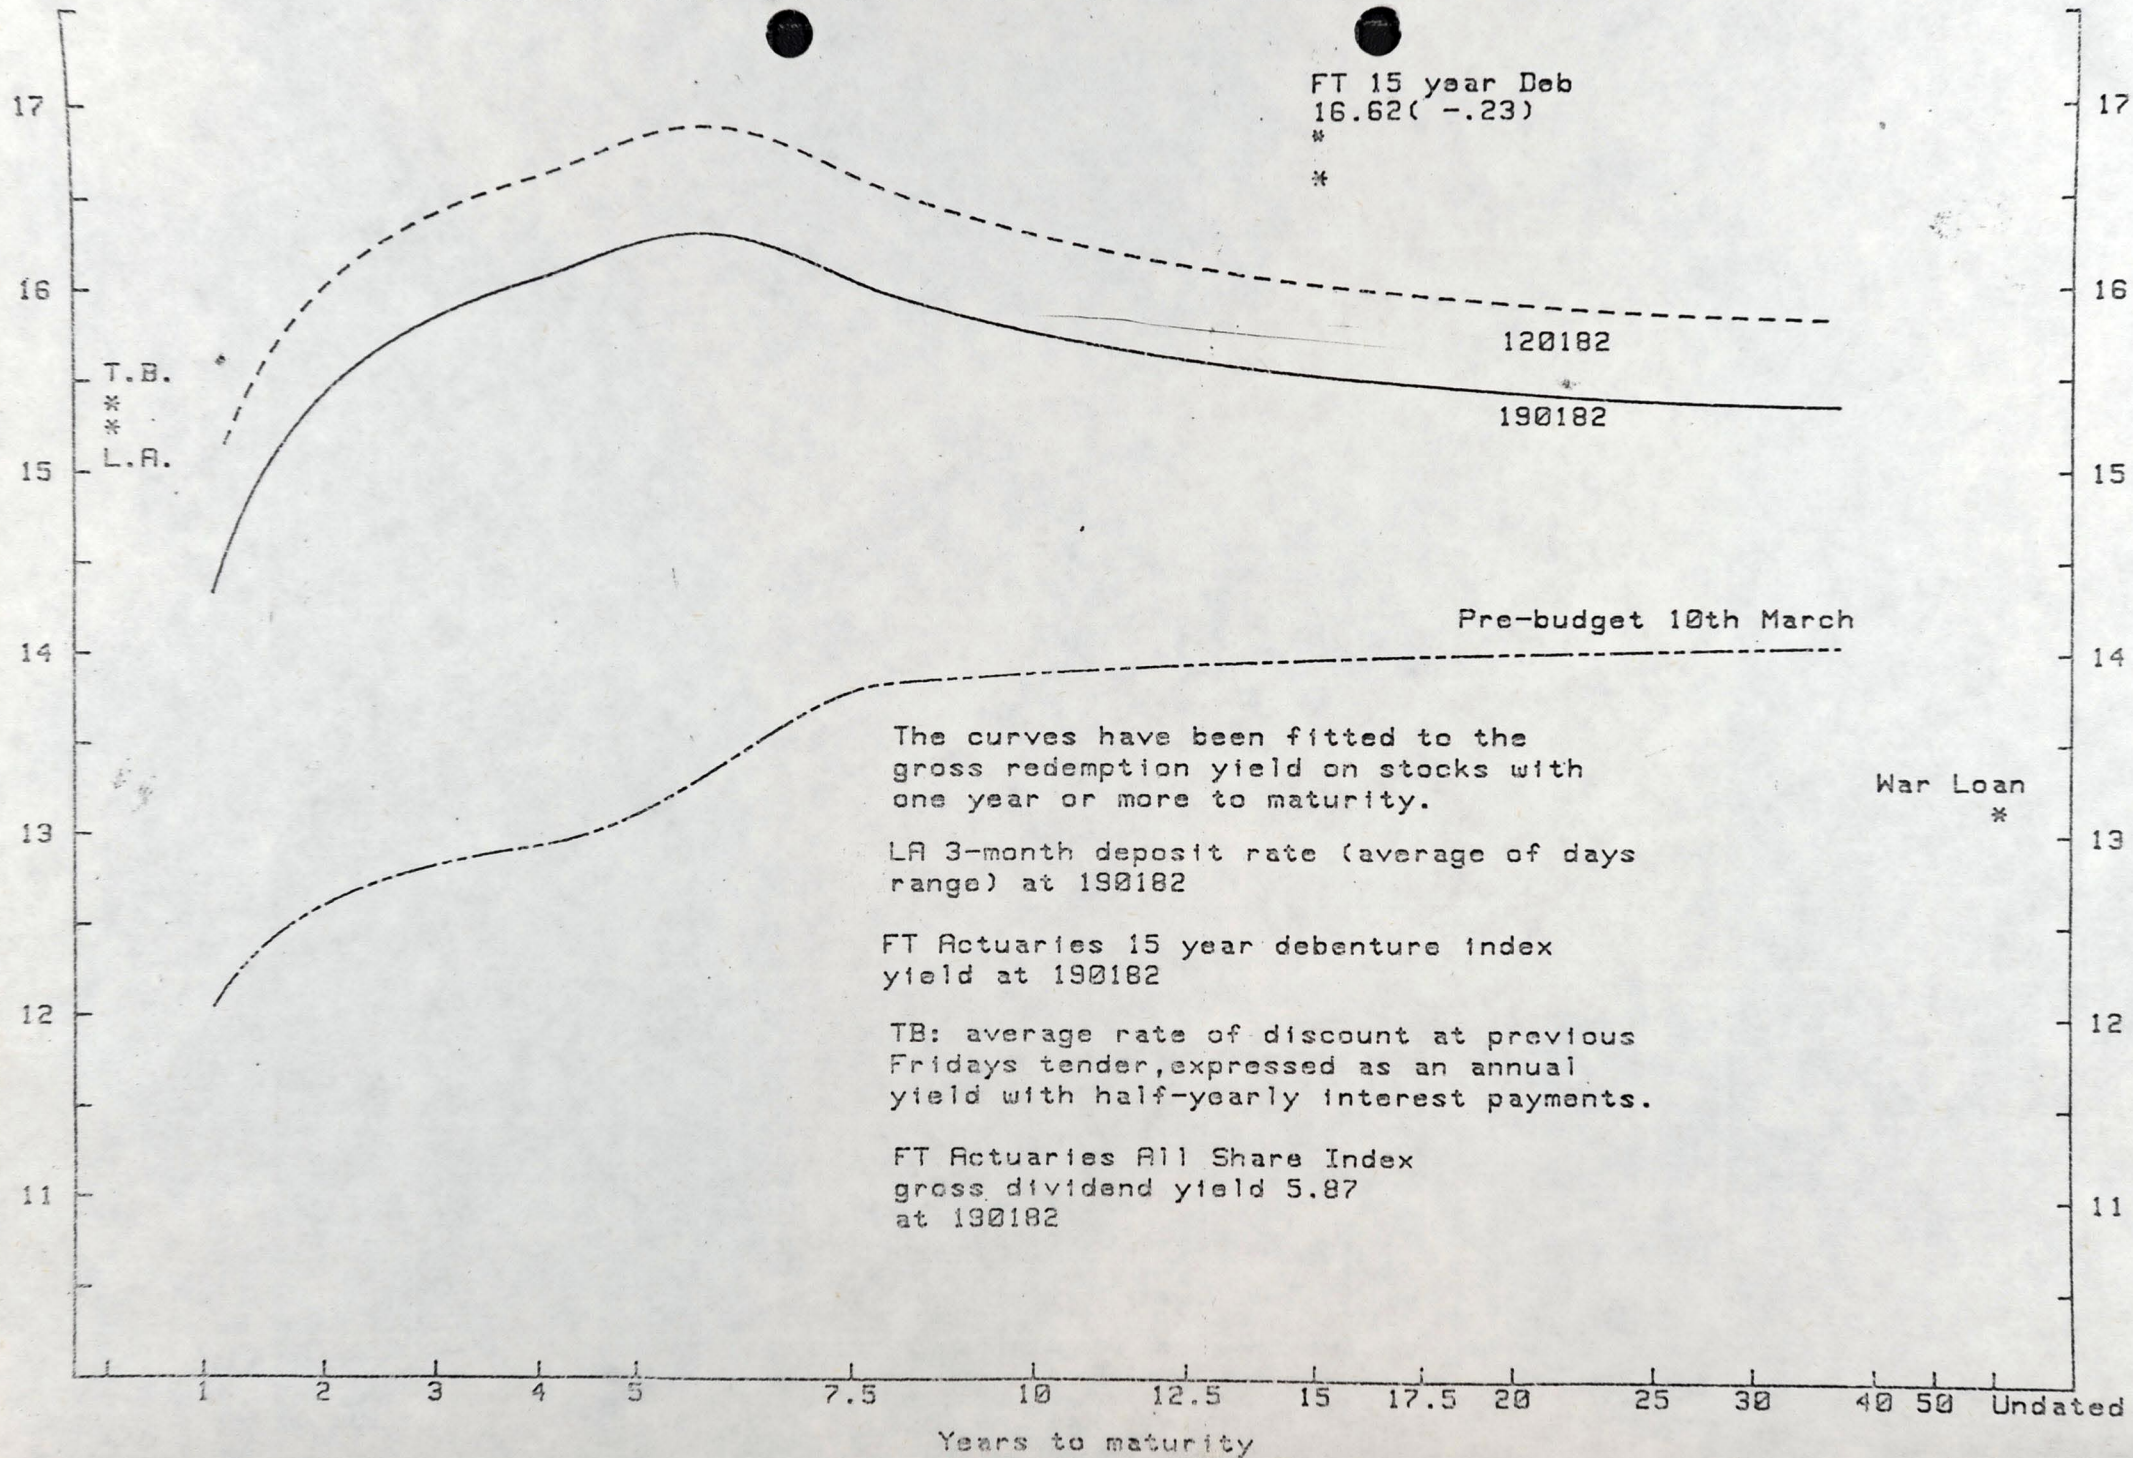 FT 15 year Deb
16.62( -.23)
*
*
17
17
16
16
120182
T.B.
*
*
L.A.
190182
15
15
Pre-budget 10th March
14
14
The curves have been fitted to the
gross redemption yield on stocks with
one year or more to maturity.
War Loan
*
13
13
LA 3-month deposit rate (average of days
range) at 190182
FT Actuaries 15 year debenture index
yield at 190182
12
12
TB: average rate of discount at previous
Fridays tender,expressed as an annual
yield with half-yearly interest payments.
FT Actuaries All Share Index
gross dividend yield 5.87
at 190182
11
11
1 2 3 4 5 7.5 10 12.5 15 17.5 20 25 30 40 50 Undated
Years to maturity